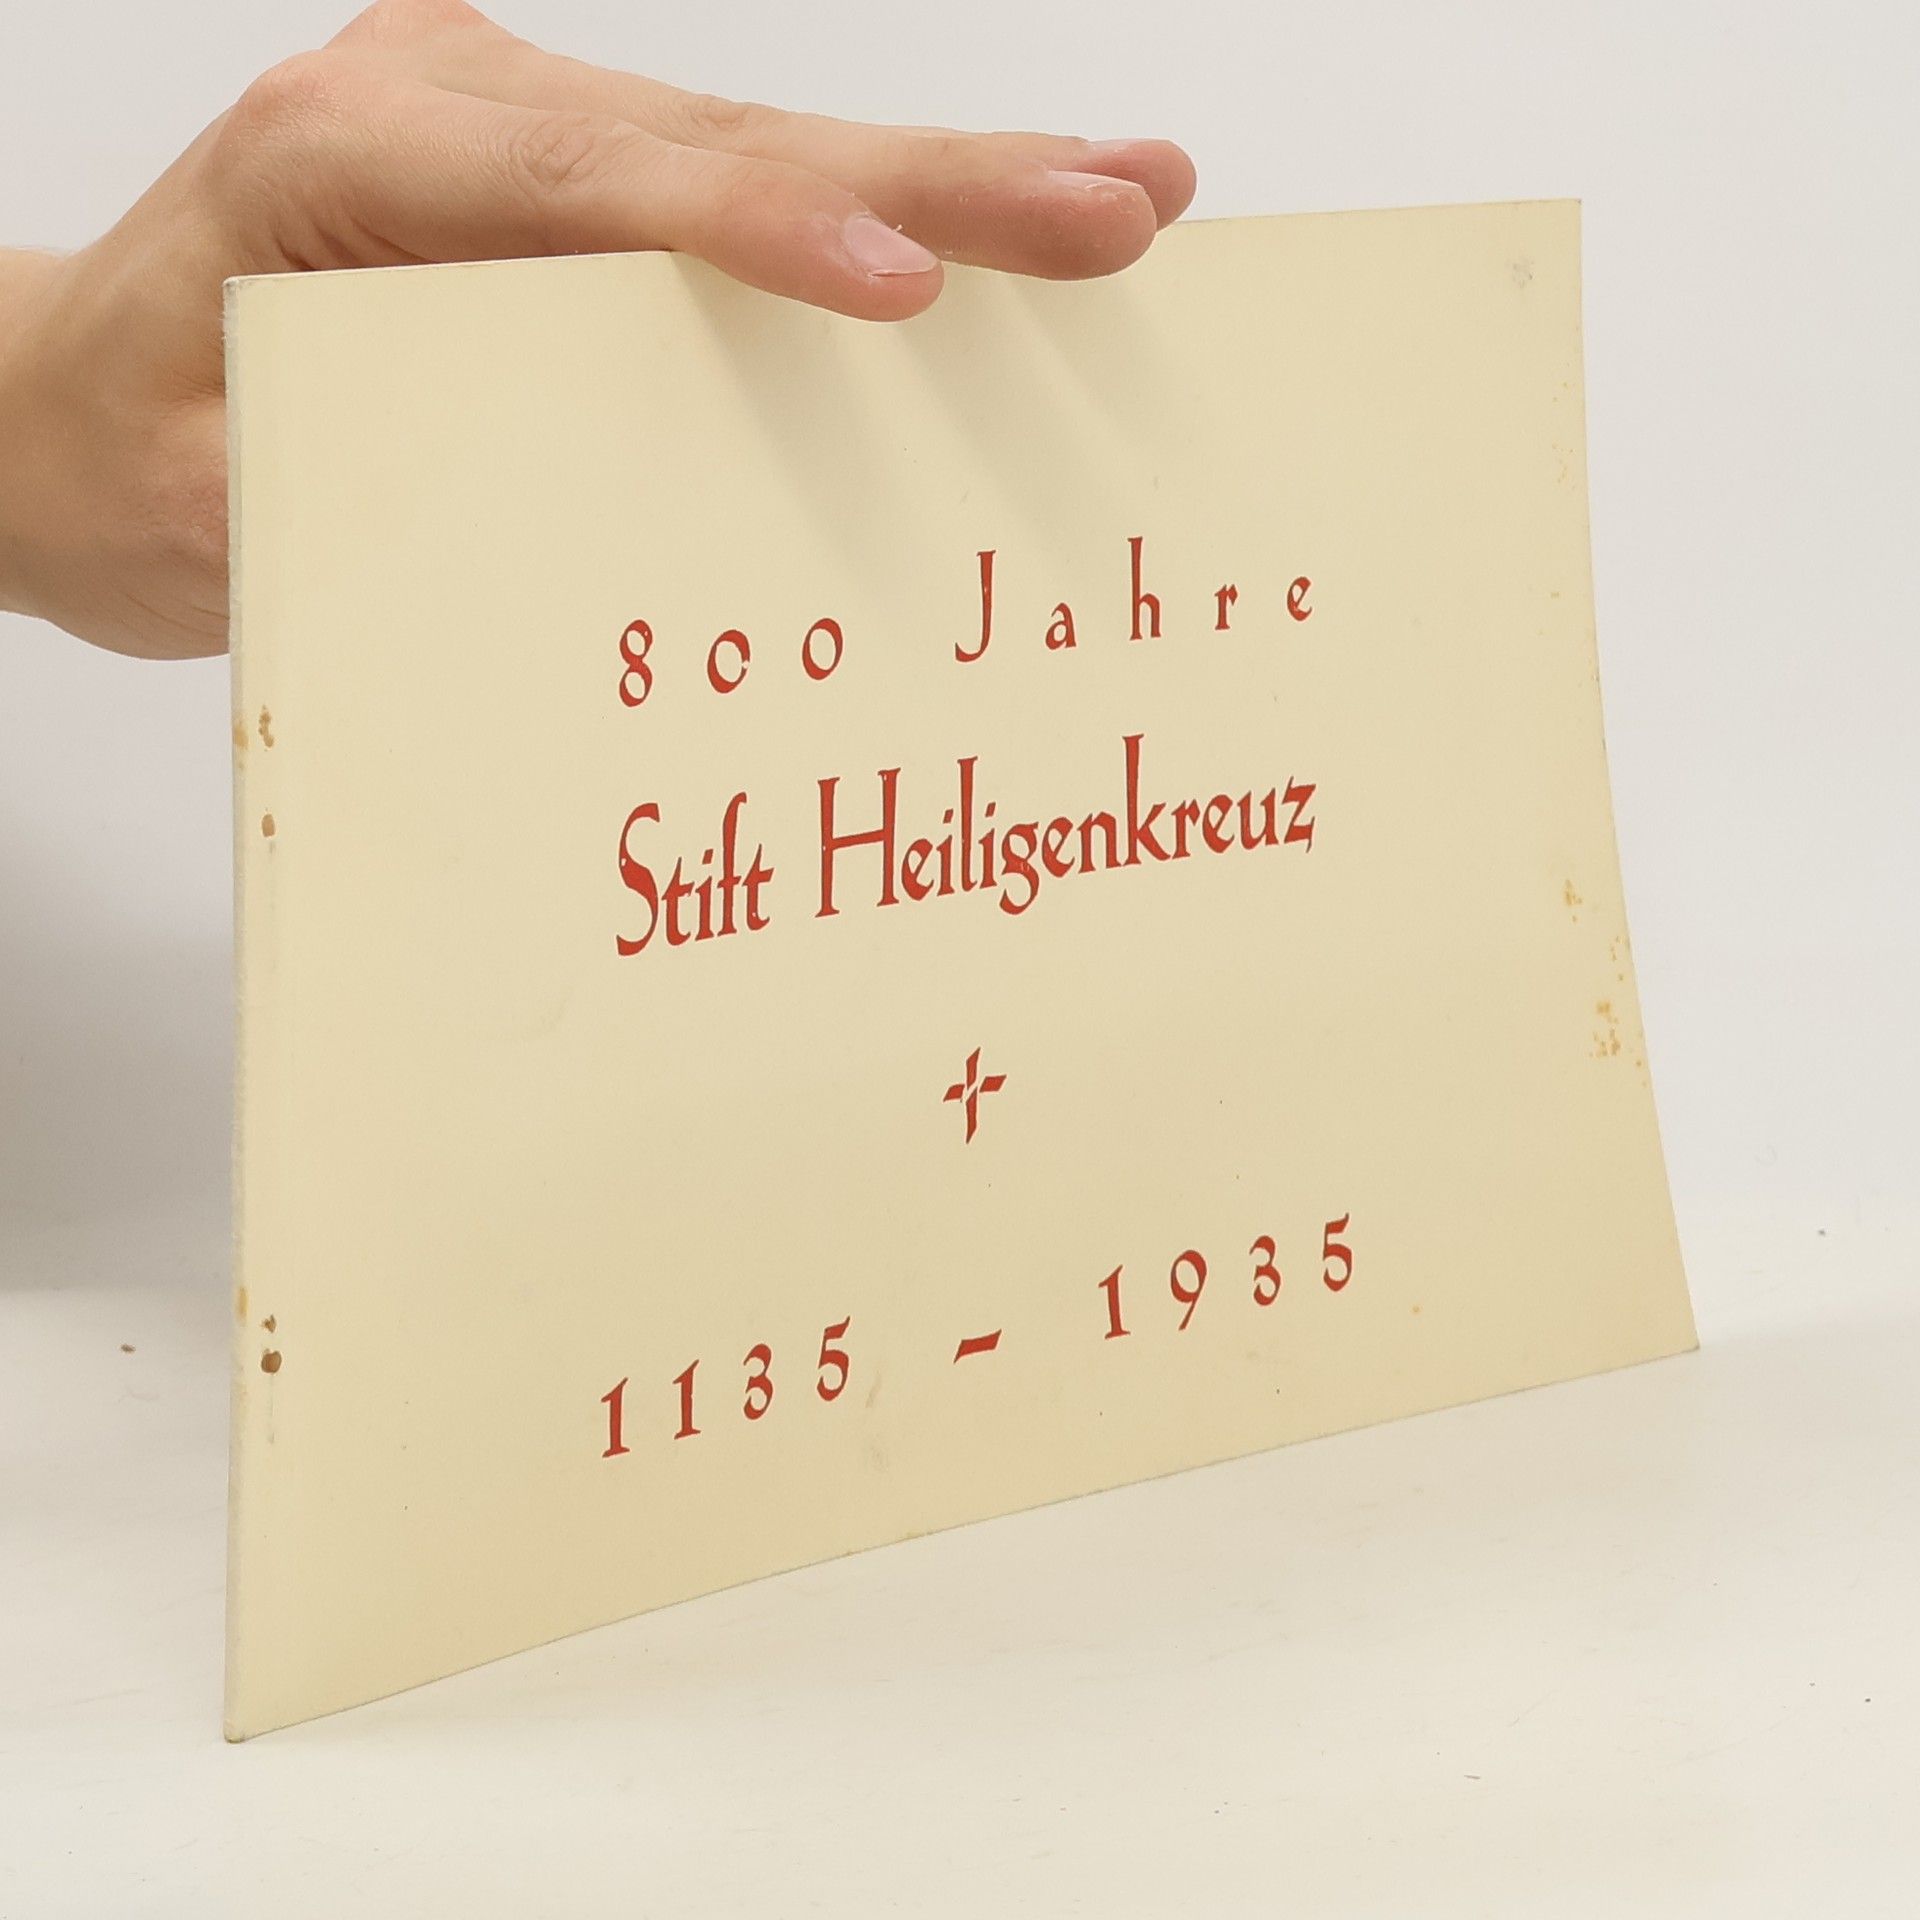 800 Jahre
Stift Heiligenkreuz
1135 - 1935